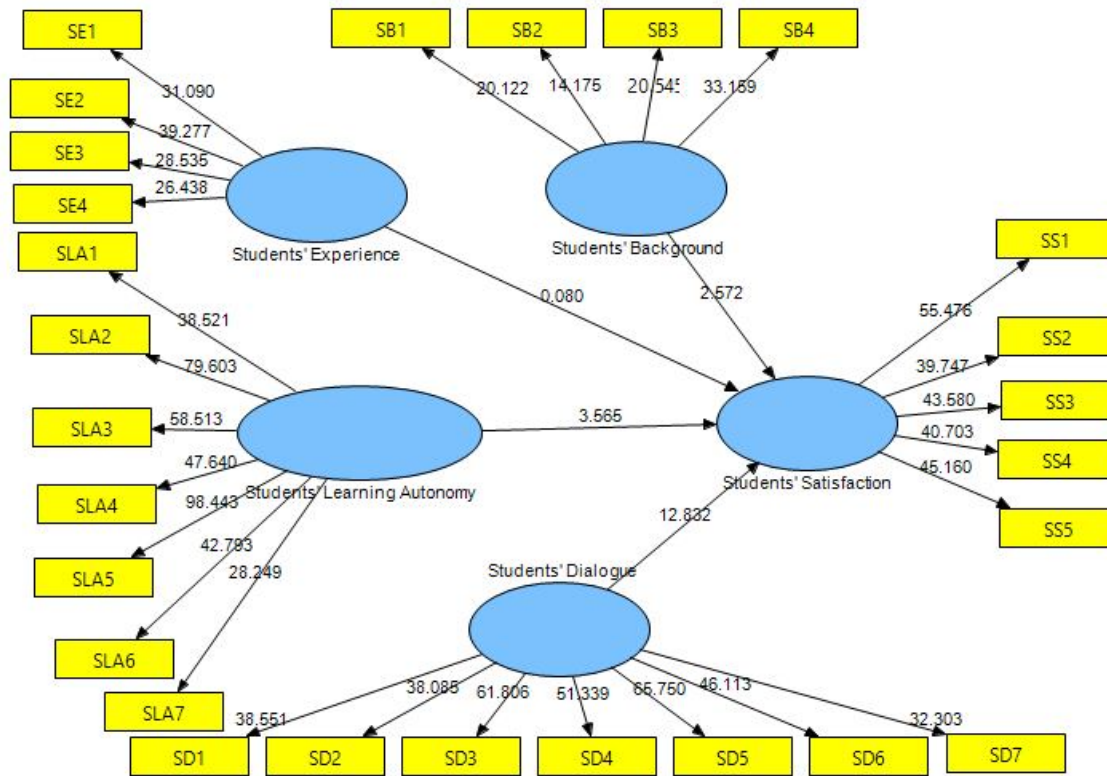 SE1
SB1
SB2
SB3
SB4
31.090
20.122
14.175
20.545
33.159
SE2
39.277
SE3
28.535
SE4
26.438
Students' Experience
Students' Background
SLA1
SS1
0.080
2.572
55.476
38.521
SLA2
79.603
SS2
39.747
SLA3
58.513
3.565
43.580
SS3
40.703
SS4
47.640
SLA4
Students' Learning Autonomy
Students' Satisfaction
45.160
98.443
12.832
SS5
42.793
SLA5
28.249
Students' Dialogue
SLA6
SLA7
38.551
38.085
61.806
51.339
65.750
46.113
32.303
SD1
SD2
SD3
SD4
SD5
SD6
SD7